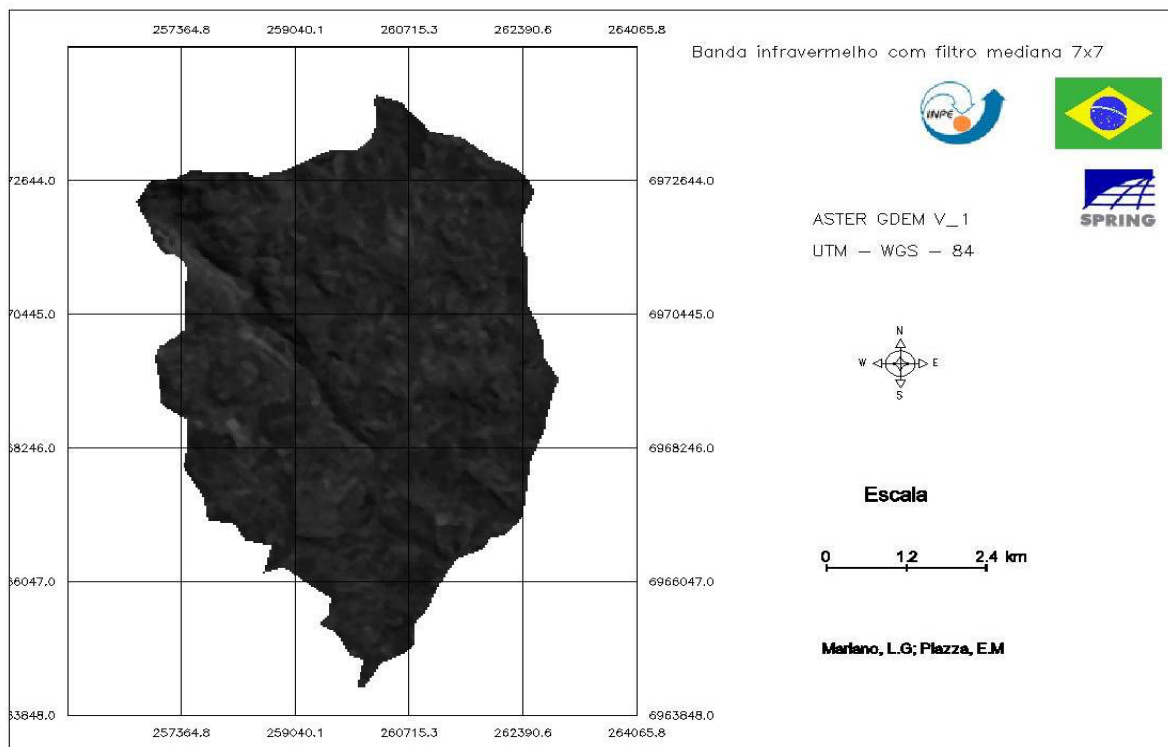 257364.8 259040.1 260715.3 262390.6 264065.8
Banda infravermelho com filtro mediana 7x7
INPE
72644.0 6972644.0
SPRING
ASTER GDEM V_1
UTM - WGS - 84
70445.0 6970445.0
N
W E
S
68246.0 6968246.0
Escala
0 1.2 2.4 km
66047.0 6966047.0
Mariano, L.G; Piazza, E.M
63848.0 6963848.0
257364.8 259040.1 260715.3 262390.6 264065.8